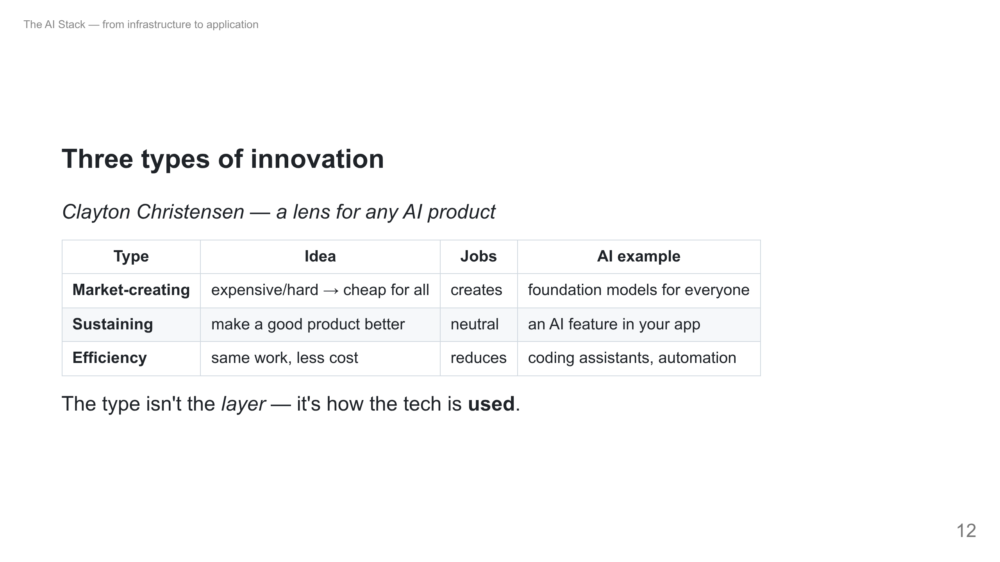 The AI Stack — from infrastructure to application
Three types of innovation
Clayton Christensen — a lens for any AI product
Type Idea Jobs AI example
Market-creating expensive/hard → cheap for all creates foundation models for everyone
Sustaining make a good product better neutral an AI feature in your app
Efficiency same work, less cost reduces coding assistants, automation
The type isn't the layer — it's how the tech is used.
12